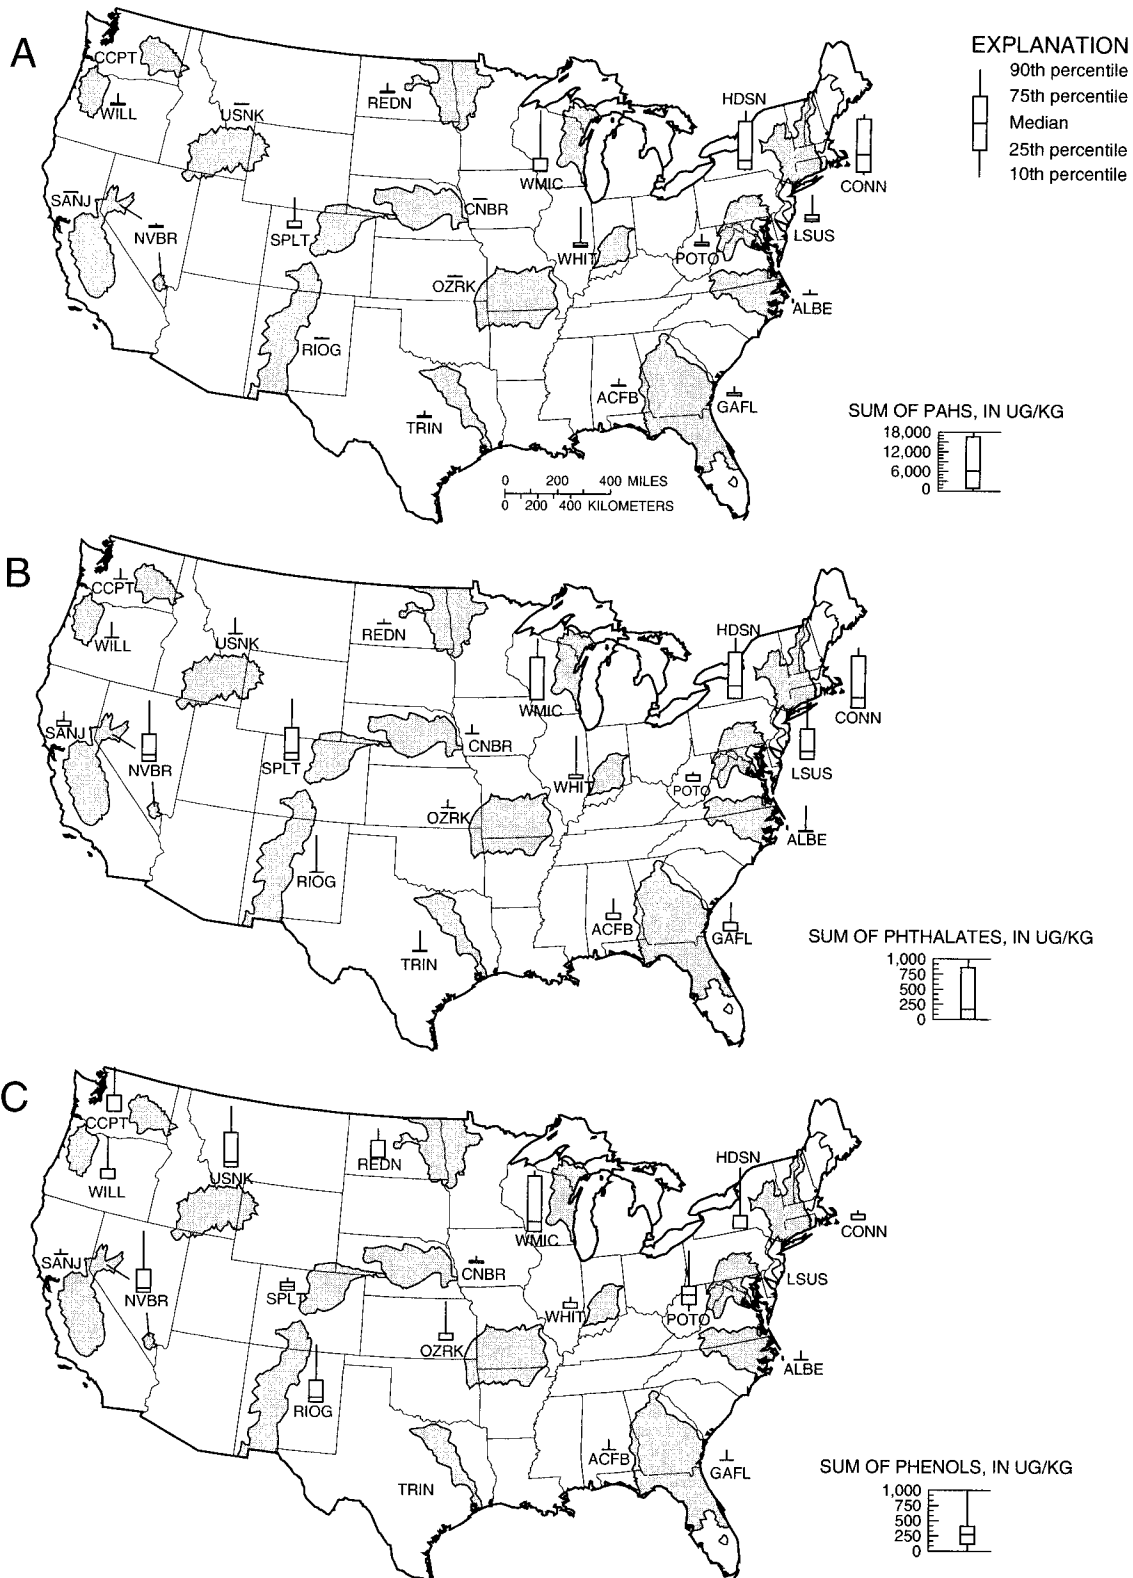 A
EXPLANATION
90th percentile
75th percentile
Median
25th percentile
10th percentile
CCPT
WILL
USNK
REDN
HDSN
WMIC
CONN
SANJ
NVBR
SPLT
CNBR
WHIT
POTO
LSUS
OZRK
ALBE
RIOG
ACFB
GAFL
TRIN
SUM OF PAHS, IN UG/KG
18,000
12,000
6,000
0
0 200 400 MILES
0 200 400 KILOMETERS
B
CCPT
WILL
USNK
REDN
HDSN
WMIC
CONN
SANJ
NVBR
SPLT
CNBR
WHIT
POTO
LSUS
OZRK
ALBE
RIOG
ACFB
GAFL
TRIN
SUM OF PHTHALATES, IN UG/KG
1,000
750
500
250
0
C
CCPT
WILL
USNK
REDN
HDSN
WMIC
CONN
SANJ
NVBR
SPLT
CNBR
WHIT
POTO
LSUS
OZRK
ALBE
RIOG
ACFB
GAFL
TRIN
SUM OF PHENOLS, IN UG/KG
1,000
750
500
250
0